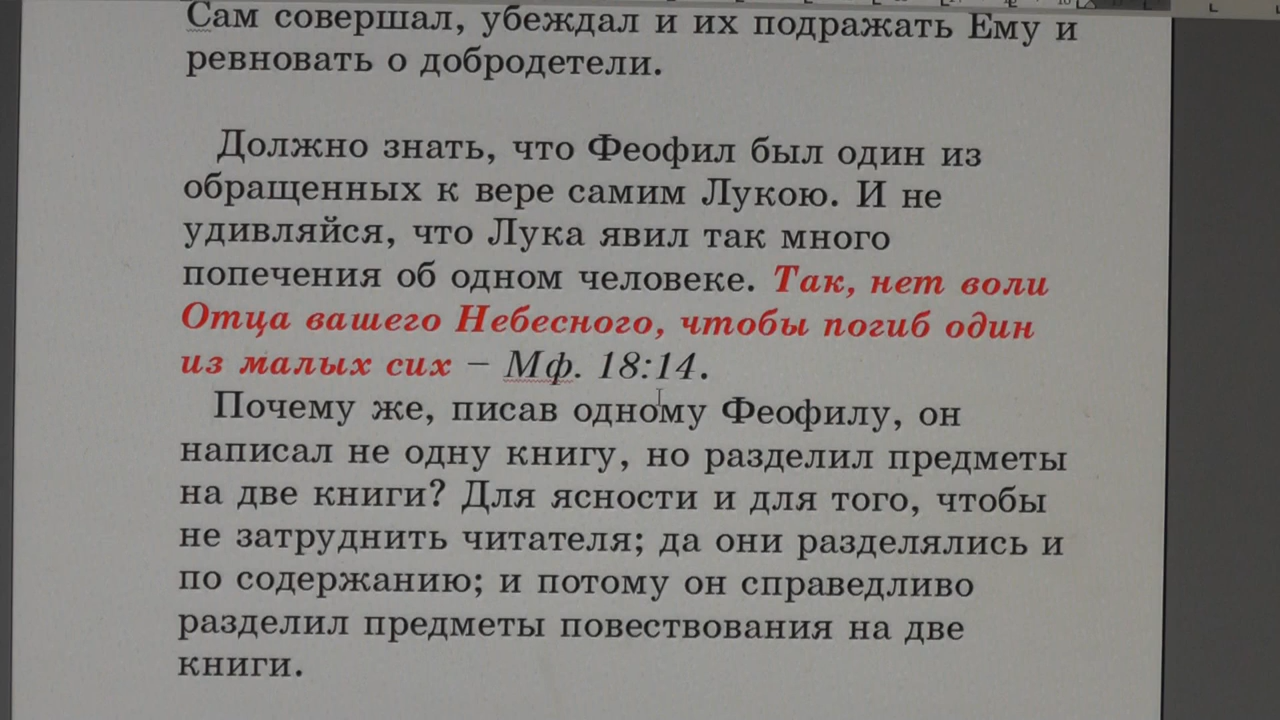 Сам совершал, убеждал и их подражать Ему и
ревновать о добродетели.
Должно знать, что Феофил был один из
обращенных к вере самим Лукою. И не
удивляйся, что Лука явил так много
попечения об одном человеке. Так, нет воли
Отца вашего Небесного, чтобы погиб один
из малых сих – Мф. 18:14.
Почему же, писав одному Феофилу, он
написал не одну книгу, но разделил предметы
на две книги? Для ясности и для того, чтобы
не затруднить читателя; да они разделялись и
по содержанию; и потому он справедливо
разделил предметы повествования на две
книги.